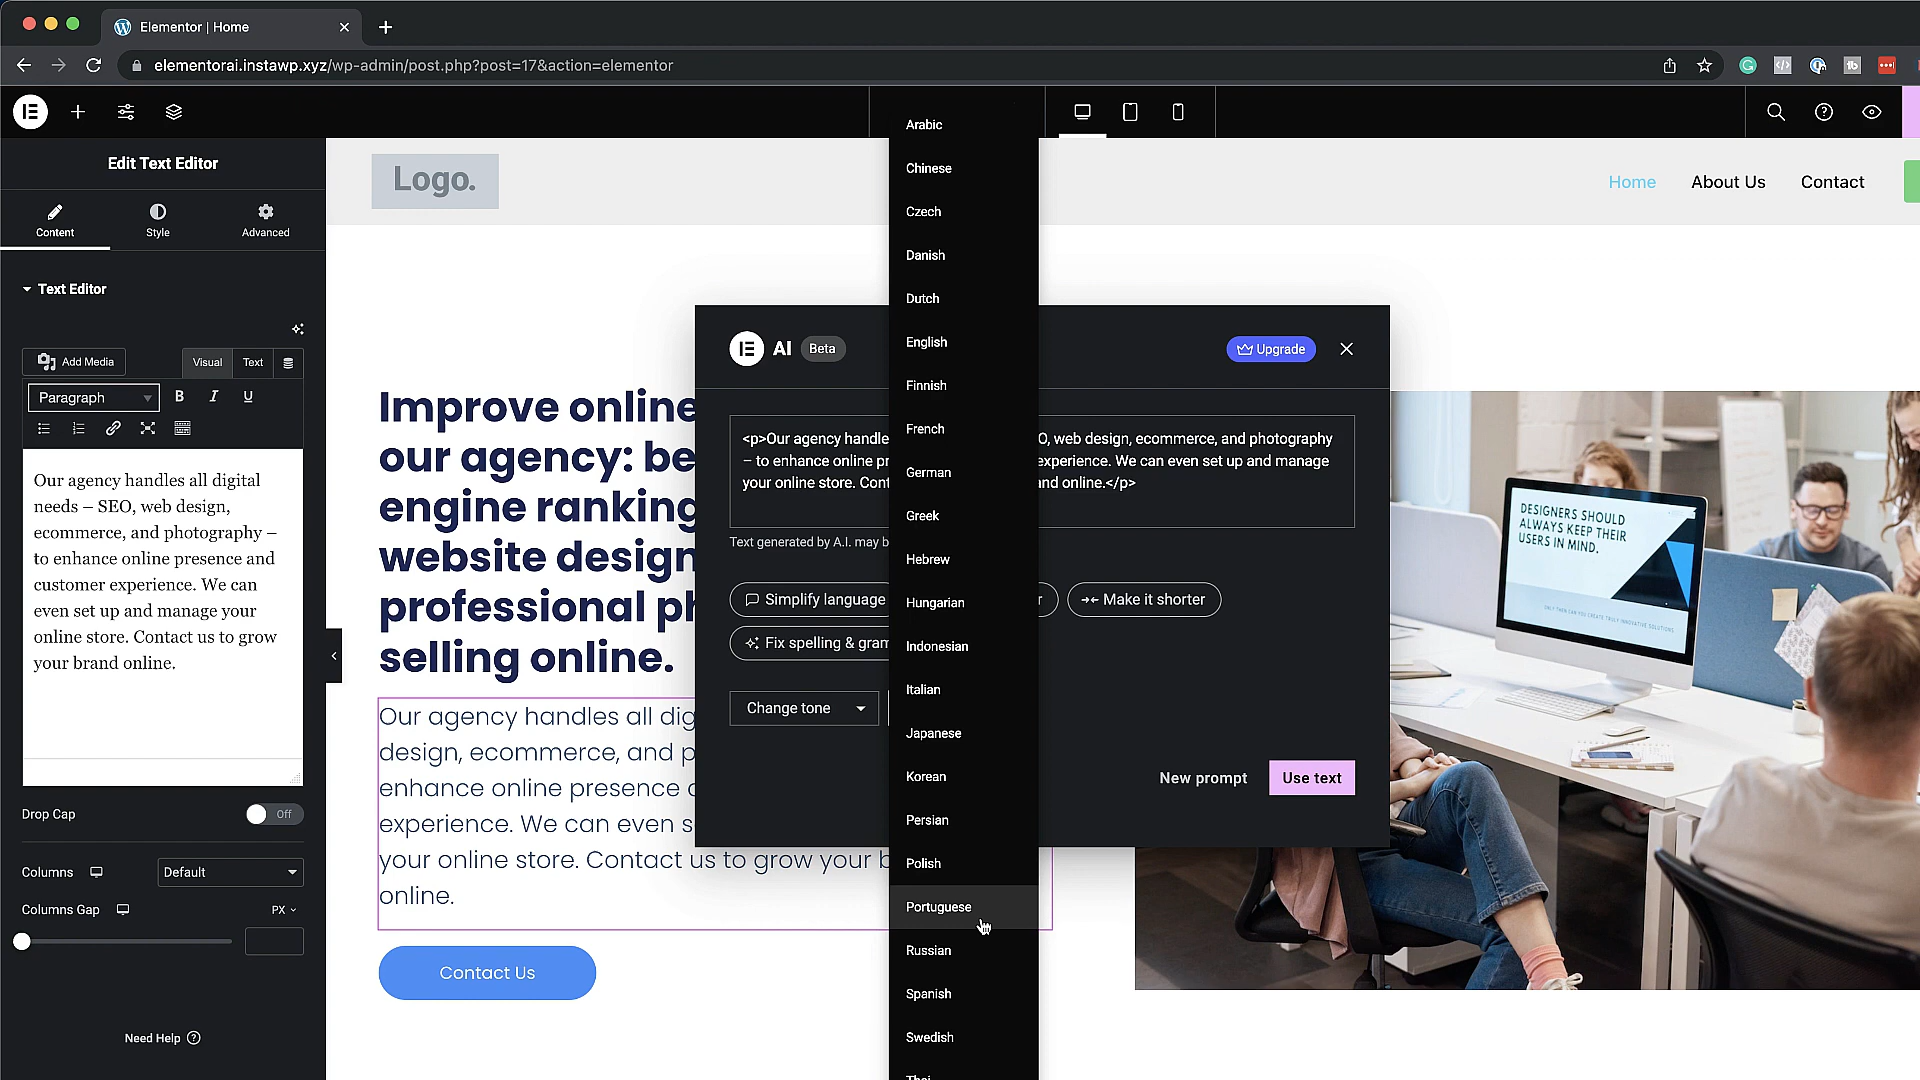 Elementor | Home
elementorai.instawp.xyz/wp-admin/post.php?post=17&action=elementor
Edit Text Editor
Content
Style
Advanced
Text Editor
Add Media
Visual
Text
Paragraph
B
I
U
Our agency handles all digital
needs – SEO, web design,
ecommerce, and photography –
to enhance online presence and
customer experience. We can
even set up and manage your
online store. Contact us to grow
your brand online.
Drop Cap
Off
Columns
Default
Columns Gap
PX
Need Help
Logo.
Home
About Us
Contact
Improve online
our agency: be
engine ranking
website design
professional ph
selling online.
Our agency handles all dig
design, ecommerce, and p
enhance online presence
experience. We can even s
your online store. Contact us to grow your b
online.
Contact Us
AI
Beta
Upgrade
<p>Our agency handle
O, web design, ecommerce, and photography
– to enhance online pr
experience. We can even set up and manage
your online store. Cont
and online.</p>
Text generated by A.I. may b
Simplify language
r
Make it shorter
Fix spelling & gram
Change tone
New prompt
Use text
Arabic
Chinese
Czech
Danish
Dutch
English
Finnish
French
German
Greek
Hebrew
Hungarian
Indonesian
Italian
Japanese
Korean
Persian
Polish
Portuguese
Russian
Spanish
Swedish
Thai
DESIGNERS SHOULD
ALWAYS KEEP THEIR
USERS IN MIND.
ONLY THEN CAN YOU CREATE TRULY INNOVATIVE SOLUTIONS.